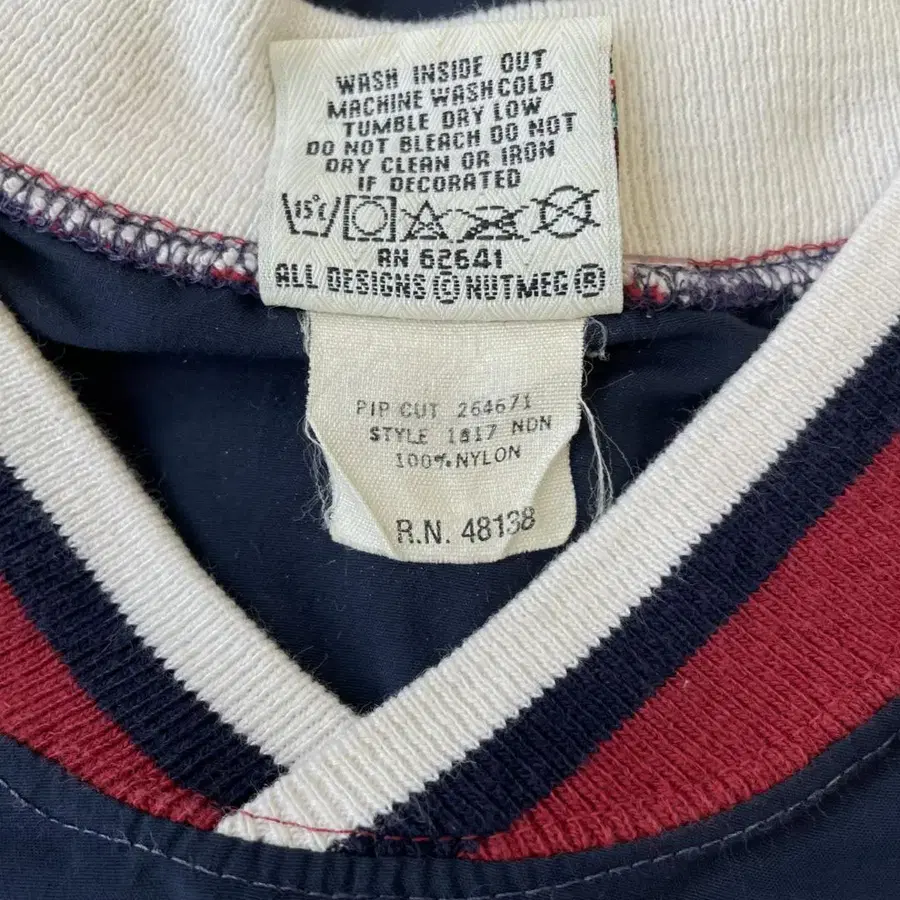 WASH INSIDE OUT
MACHINE WASH COLD
TUMBLE DRY LOW
DO NOT BLEACH DO NOT
DRY CLEAN OR IRON
IF DECORATED
15°C
RN 62641
ALL DESIGNS © NUTMEG ®
PIP CUT 264671
STYLE 1817 NDN
100% NYLON
R.N. 48138